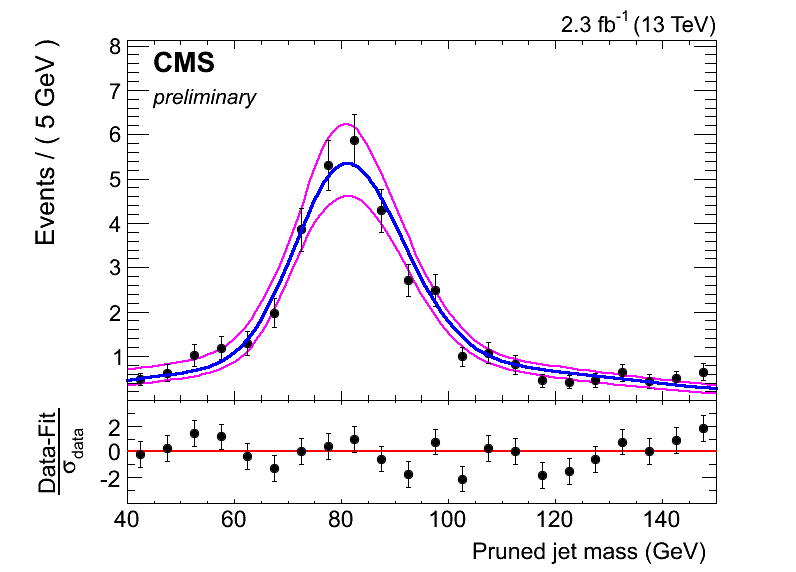 2.3 fb⁻¹ (13 TeV)
CMS
preliminary
Events / ( 5 GeV )
8
7
6
5
4
3
2
1
Data-Fit
σdata
2
0
-2
40 60 80 100 120 140
Pruned jet mass (GeV)